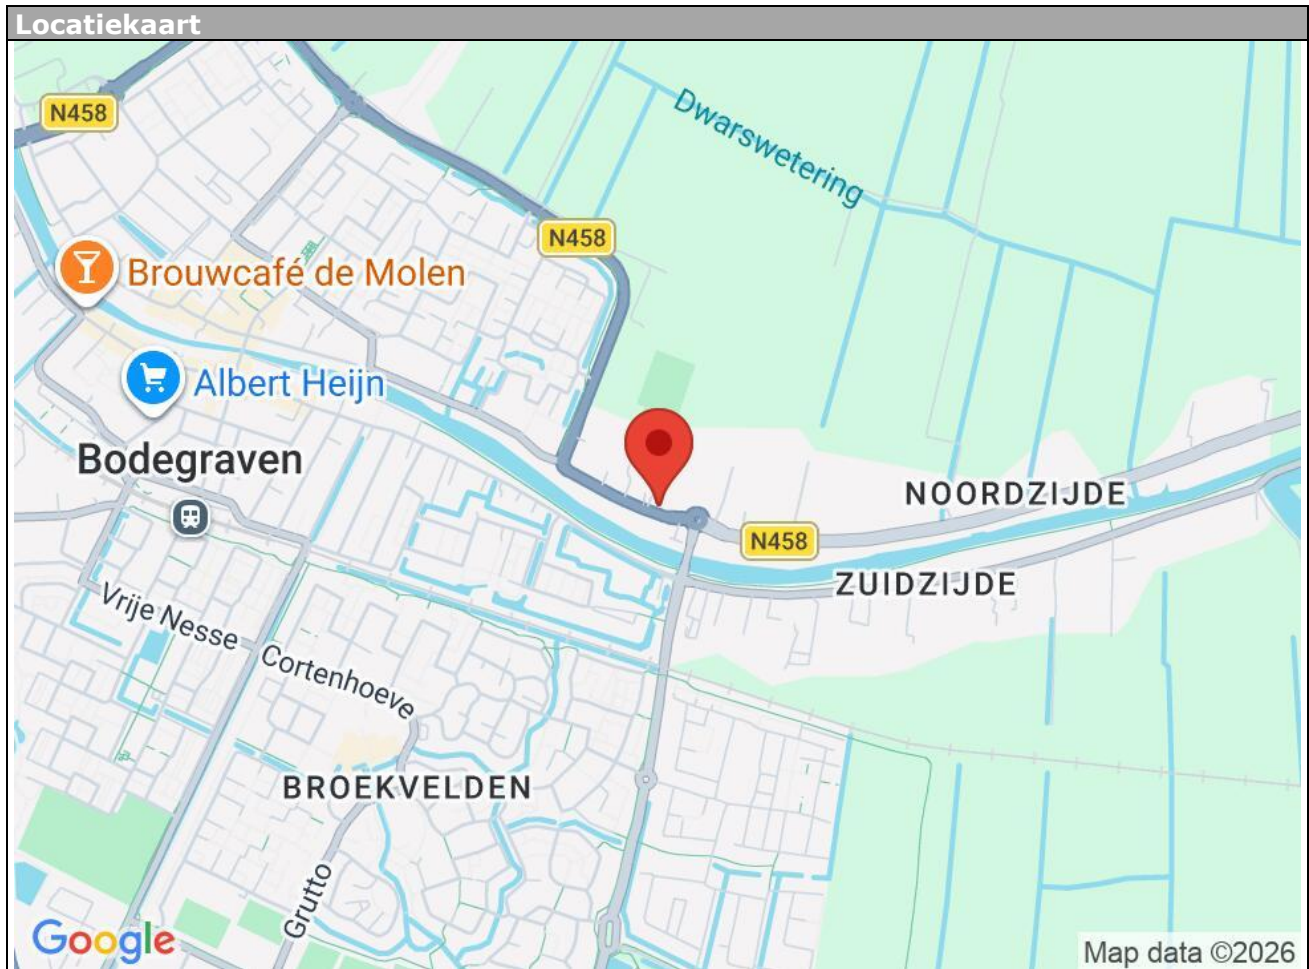 Locatiekaart
N458
Dwarswetering
N458
Brouwcafé de Molen
Albert Heijn
Bodegraven
NOORDZIJDE
N458
ZUIDZIJDE
Vrije Nesse
Cortenhoeve
BROEKVELDEN
Grutto
Google
Map data ©2026